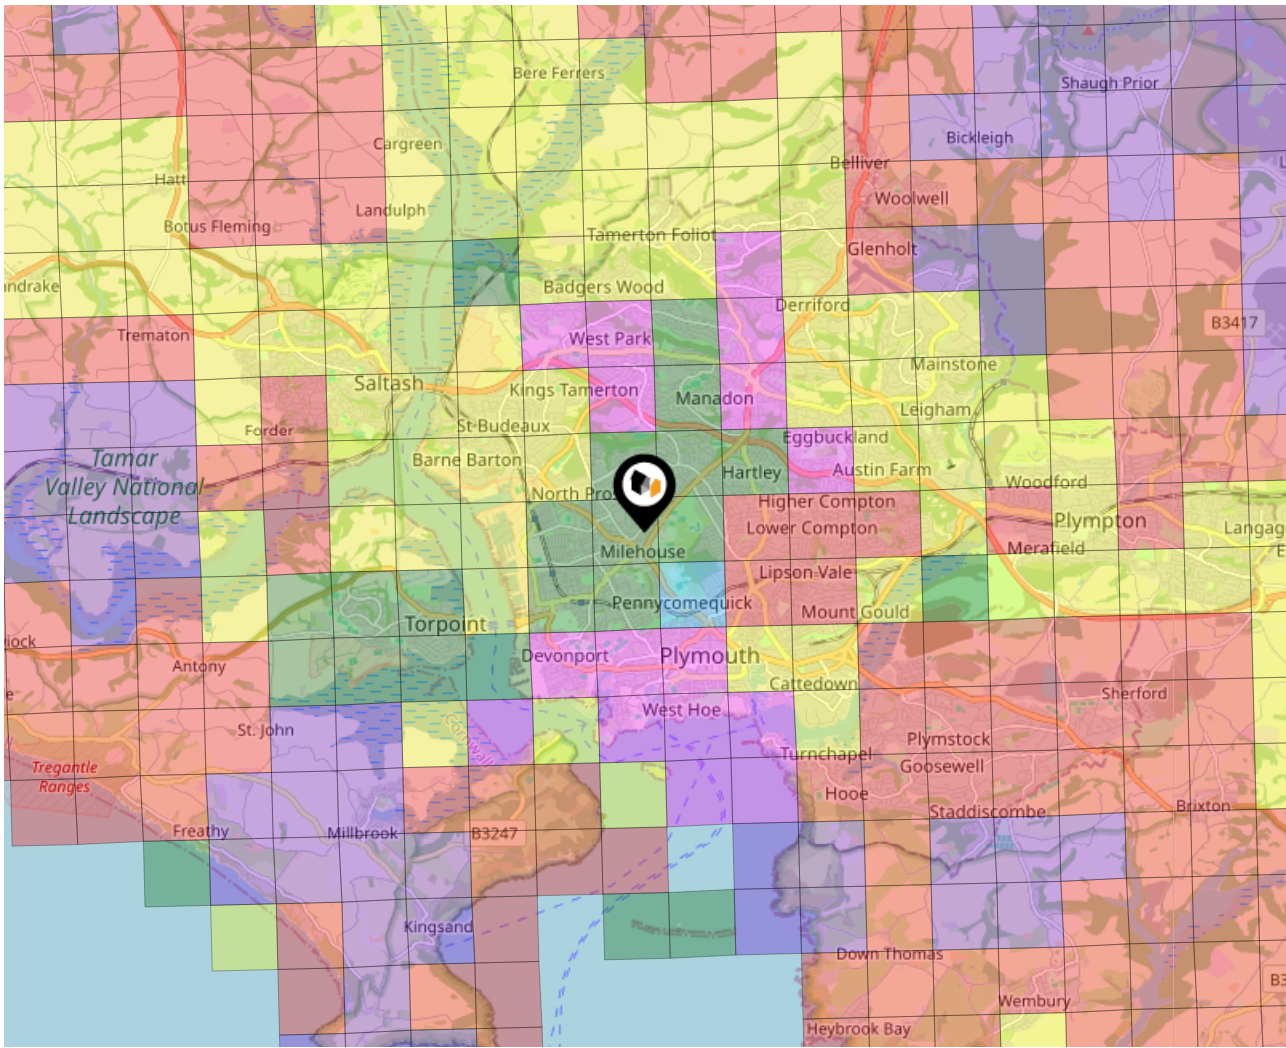 Bere Ferrers
Shaugh Prior
Bickleigh
Cargreen
Belliver
Hatt
Woolwell
Landulph
Botus Fleming
Tamerton Foliot
Glenholt
ndrake
Badgers Wood
Derriford
B3417
Trematon
West Park
Mainstone
Saltash
Kings Tamerton
Manadon
Leigham
St Budeaux
Forder
Eggbuckland
Tamar
Valley National
Landscape
Barne Barton
Hartley
Austin Farm
Woodford
North Pros
Higher Compton
Lower Compton
Plympton
Langag
Milehouse
Merafield
Lipson Vale
Pennycomequick
Mount Gould
Torpoint
Devonport
Plymouth
Antony
Cattedown
Sherford
West Hoe
St. John
Cornwall
Turnchapel
Plymstock
Goosewell
Tregantle
Ranges
Hooe
Staddiscombe
Brixton
Freathy
Millbrook
B3247
Kingsand
Down Thomas
Wembury
Heybrook Bay